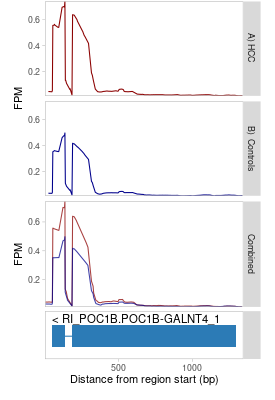 FPM
0.6
0.4
0.2
A) HCC
0.6
0.4
0.2
B) Controls
FPM
0.6
0.4
0.2
Combined
< RI_POC1B.POC1B-GALNT4_1
500
1000
Distance from region start (bp)